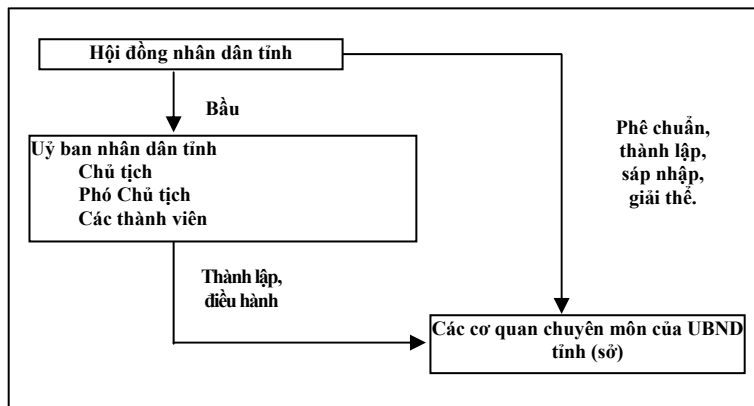 Hội đồng nhân dân tỉnh
Bầu
Uỷ ban nhân dân tỉnh
Chủ tịch
Phó Chủ tịch
Các thành viên
Phê chuẩn,
thành lập,
sáp nhập,
giải thể.
Thành lập,
điều hành
Các cơ quan chuyên môn của UBND
tỉnh (sở)